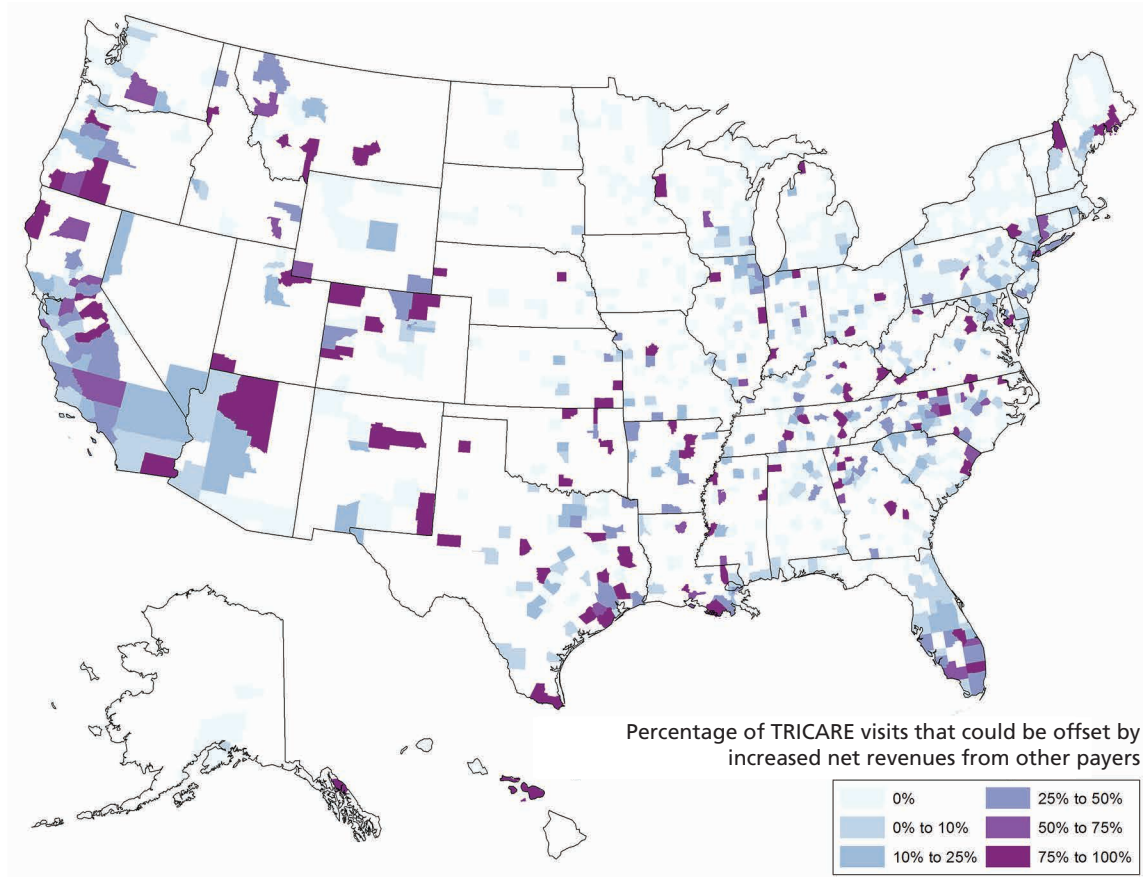 Percentage of TRICARE visits that could be offset by
increased net revenues from other payers
0%
25% to 50%
0% to 10%
50% to 75%
10% to 25%
75% to 100%